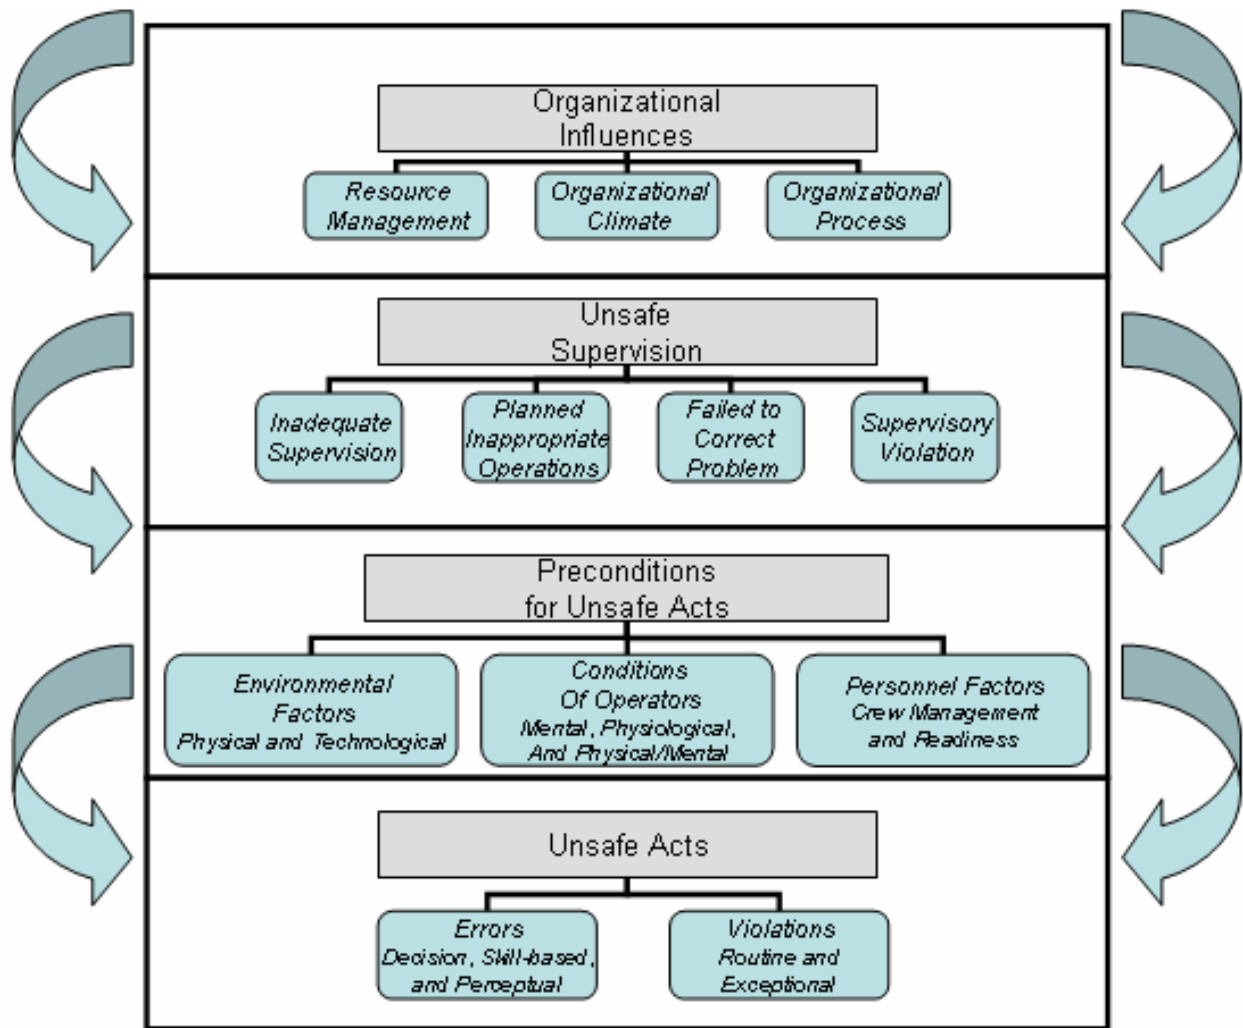 Organizational
Influences
Resource
Management
Organizational
Climate
Organizational
Process
Unsafe
Supervision
Inadequate
Supervision
Planned
Inappropriate
Operations
Failed to
Correct
Problem
Supervisory
Violation
Preconditions
for Unsafe Acts
Environmental
Factors
Physical and Technological
Conditions
Of Operators
Mental, Physiological,
And Physical/Mental
Personnel Factors
Crew Management
and Readiness
Unsafe Acts
Errors
Decision, Skill-based,
and Perceptual
Violations
Routine and
Exceptional